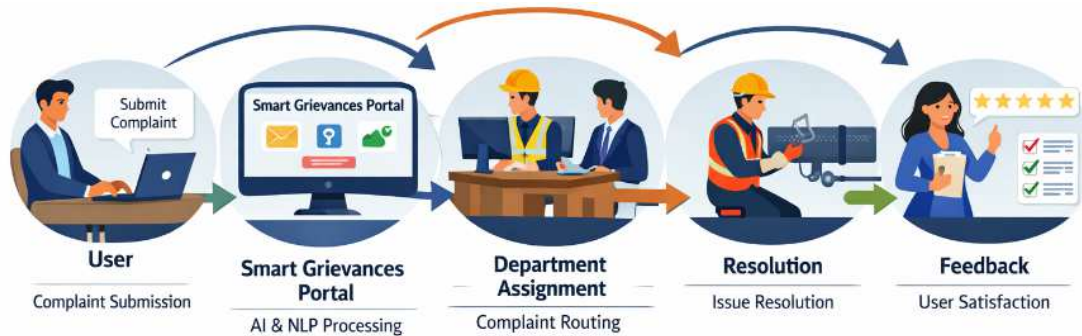 Submit
Complaint
Smart Grievances Portal
User
Complaint Submission
Smart Grievances
Portal
AI & NLP Processing
Department
Assignment
Complaint Routing
Resolution
Issue Resolution
Feedback
User Satisfaction